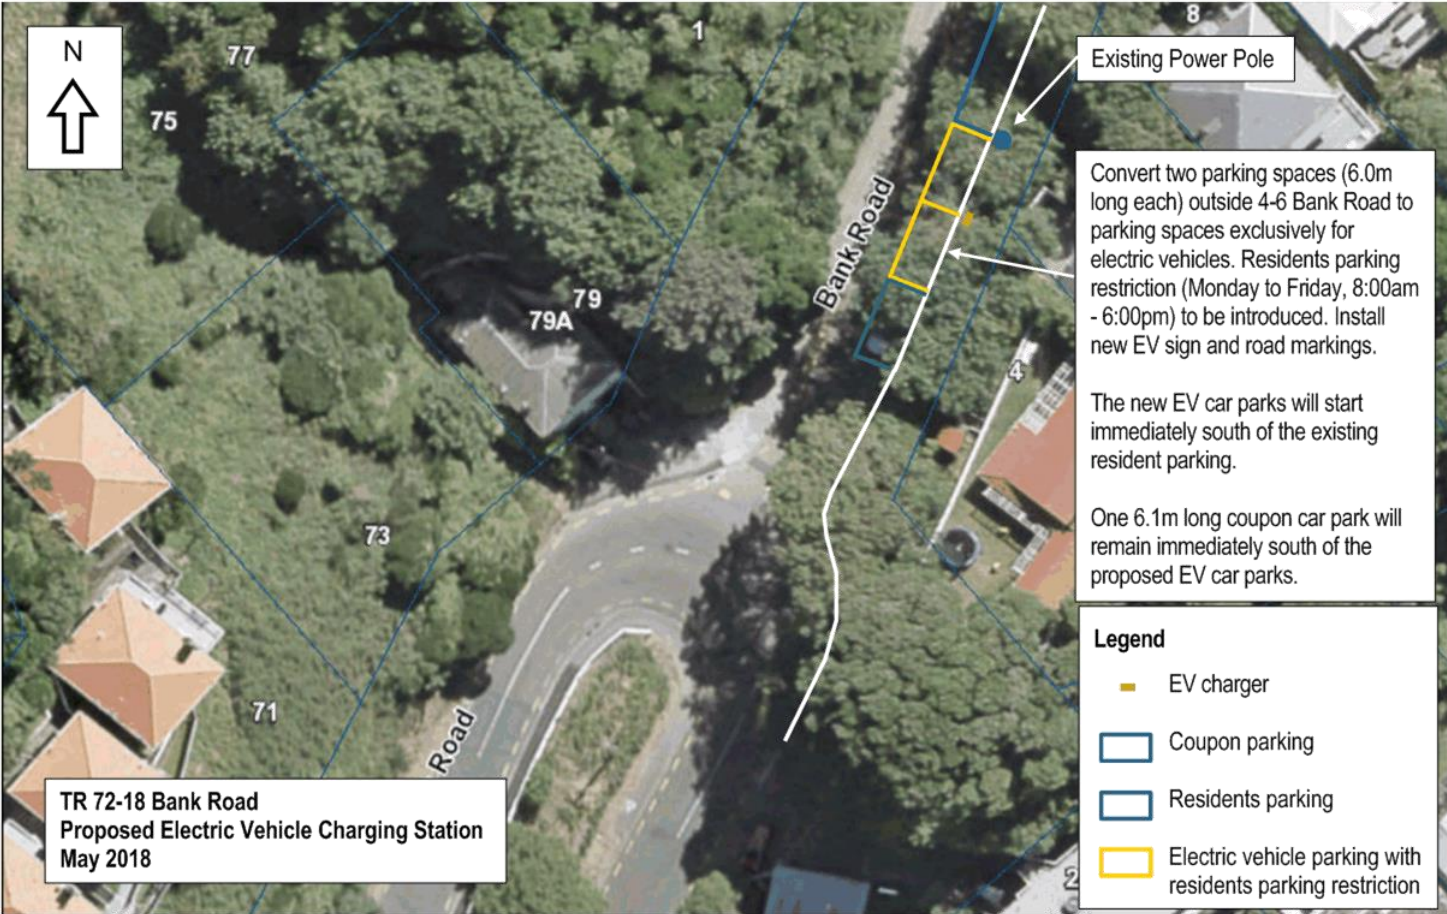 N
77
1
8
75
Existing Power Pole
Convert two parking spaces (6.0m
long each) outside 4-6 Bank Road to
parking spaces exclusively for
electric vehicles. Residents parking
restriction (Monday to Friday, 8:00am
- 6:00pm) to be introduced. Install
new EV sign and road markings.
The new EV car parks will start
immediately south of the existing
resident parking.
One 6.1m long coupon car park will
remain immediately south of the
proposed EV car parks.
Bank Road
79
79A
4
73
71
Road
Legend
EV charger
Coupon parking
Residents parking
Electric vehicle parking with
residents parking restriction
TR 72-18 Bank Road
Proposed Electric Vehicle Charging Station
May 2018